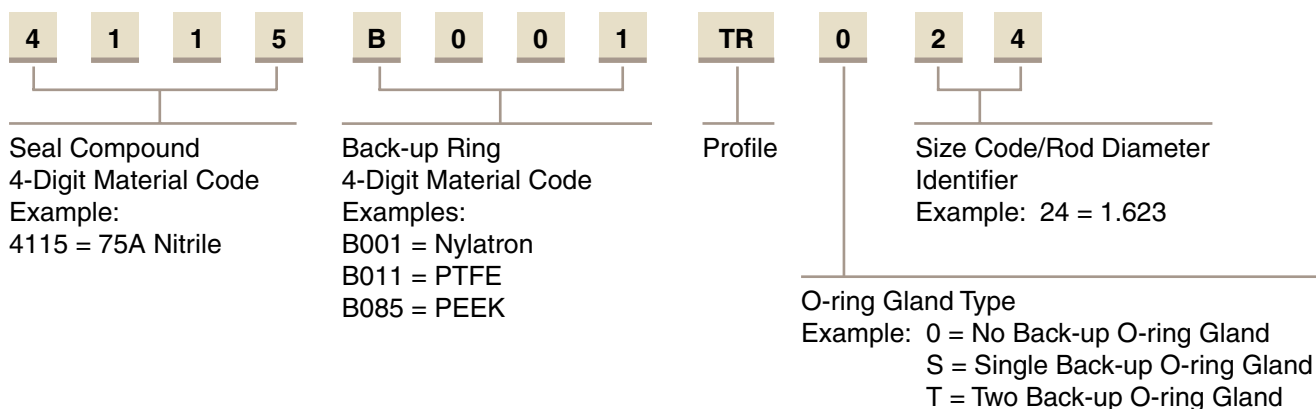 4 1 1 5 B 0 0 1 TR 0 2 4
Seal Compound
4-Digit Material Code
Example:
4115 = 75A Nitrile
Back-up Ring
4-Digit Material Code
Examples:
B001 = Nylatron
B011 = PTFE
B085 = PEEK
Profile
Size Code/Rod Diameter
Identifier
Example: 24 = 1.623
O-ring Gland Type
Example: 0 = No Back-up O-ring Gland
S = Single Back-up O-ring Gland
T = Two Back-up O-ring Gland